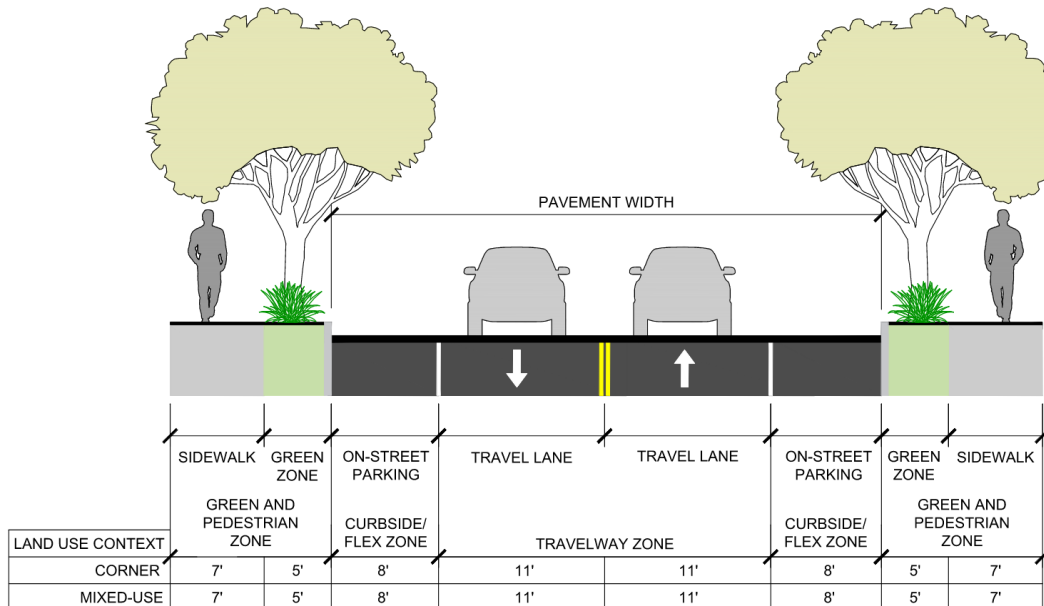 PAVEMENT WIDTH
SIDEWALK GREEN ZONE ON-STREET PARKING TRAVEL LANE TRAVEL LANE ON-STREET PARKING GREEN ZONE SIDEWALK
GREEN AND PEDESTRIAN ZONE CURBSIDE/ FLEX ZONE TRAVELWAY ZONE CURBSIDE/ FLEX ZONE GREEN AND PEDESTRIAN ZONE
LAND USE CONTEXT
CORNER 7' 5' 8' 11' 11' 8' 5' 7'
MIXED-USE 7' 5' 8' 11' 11' 8' 5' 7'